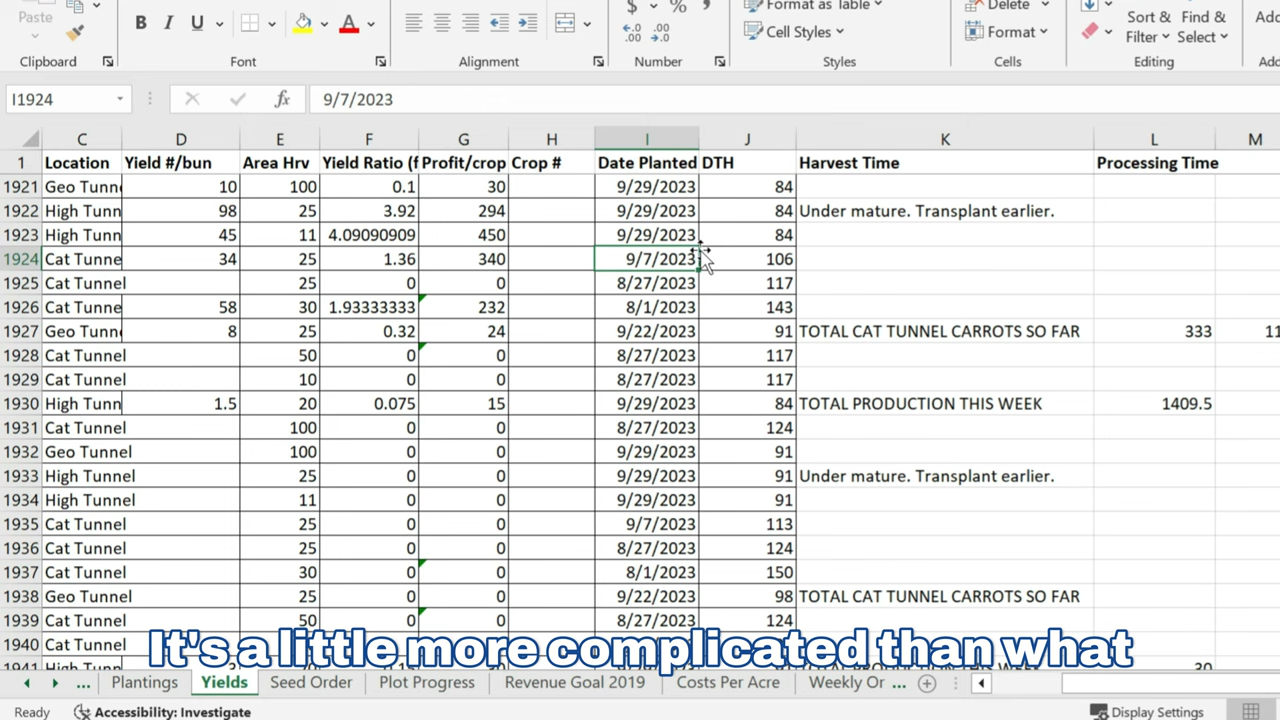 Paste
B I U A
$ % Format as Table Delete Sort & Find &
Cell Styles Format Filter Select
Clipboard Font Alignment Number Styles Cells Editing
I1924 fx 9/7/2023
C D E F G H I J K L M
1 Location Yield #/bun Area Hrv Yield Ratio (f Profit/crop Crop # Date Planted DTH Harvest Time Processing Time
1921 Geo Tunn 10 100 0.1 30 9/29/2023 84
1922 High Tunn 98 25 3.92 294 9/29/2023 84 Under mature. Transplant earlier.
1923 High Tunn 45 11 4.09090909 450 9/29/2023 84
1924 Cat Tunne 34 25 1.36 340 9/7/2023 106
1925 Cat Tunnel 25 0 0 8/27/2023 117
1926 Cat Tunne 58 30 1.93333333 232 8/1/2023 143
1927 Geo Tunn 8 25 0.32 24 9/22/2023 91 TOTAL CAT TUNNEL CARROTS SO FAR 333 11
1928 Cat Tunnel 50 0 0 8/27/2023 117
1929 Cat Tunnel 10 0 0 8/27/2023 117
1930 High Tunn 1.5 20 0.075 15 9/29/2023 84 TOTAL PRODUCTION THIS WEEK 1409.5
1931 Cat Tunnel 100 0 0 8/27/2023 124
1932 Geo Tunnel 100 0 0 9/29/2023 91
1933 High Tunnel 25 0 0 9/29/2023 91 Under mature. Transplant earlier.
1934 High Tunnel 11 0 0 9/29/2023 91
1935 Cat Tunnel 25 0 0 9/7/2023 113
1936 Cat Tunnel 25 0 0 8/27/2023 124
1937 Cat Tunnel 30 0 0 8/1/2023 150
1938 Geo Tunnel 25 0 0 9/22/2023 98 TOTAL CAT TUNNEL CARROTS SO FAR
1939 Cat Tunnel 50 0 0 8/27/2023 124
1940 Cat Tunnel
It's a little more complicated than what
1941 High Tunn
... Plantings Yields Seed Order Plot Progress Revenue Goal 2019 Costs Per Acre Weekly Or ...
Ready Accessibility: Investigate Display Settings